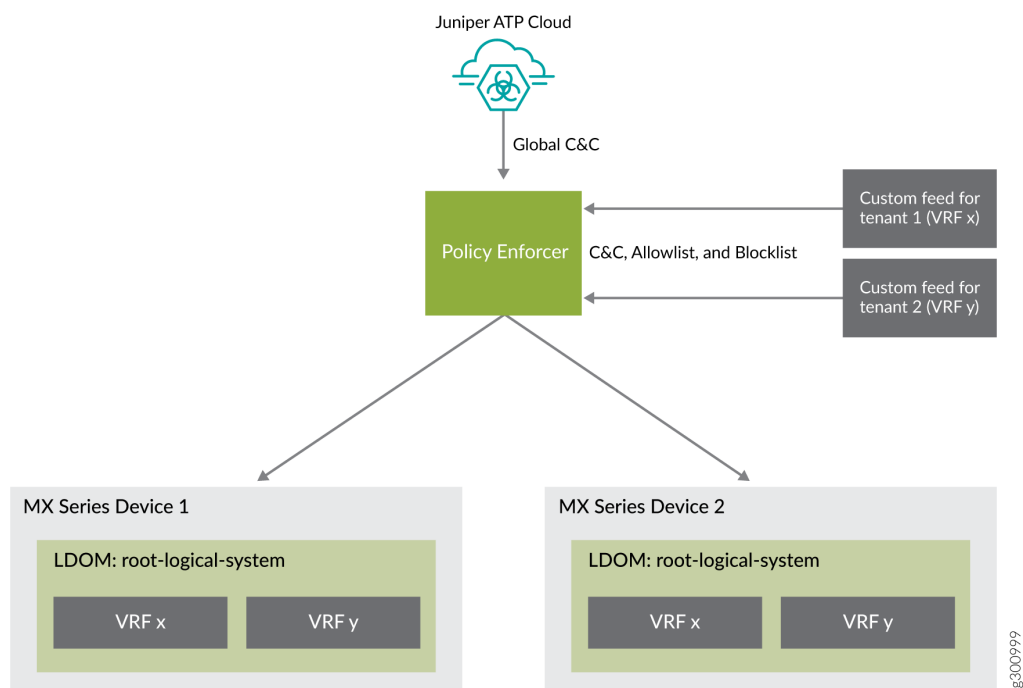 Juniper ATP Cloud
Global C&C
Custom feed for
tenant 1 (VRF x)
Policy Enforcer
C&C, Allowlist, and Blocklist
Custom feed for
tenant 2 (VRF y)
MX Series Device 1
LDOM: root-logical-system
VRF x
VRF y
MX Series Device 2
LDOM: root-logical-system
VRF x
VRF y
g300999